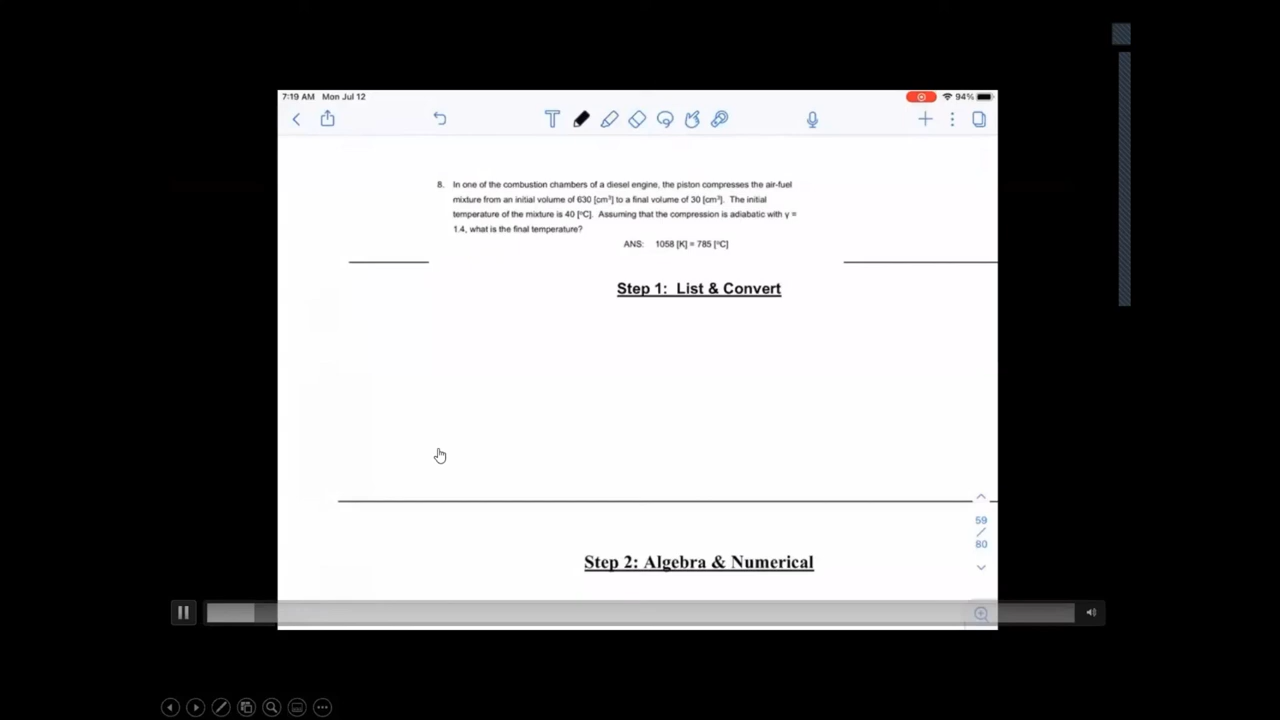 7:19 AM Mon Jul 12
94%
8. In one of the combustion chambers of a diesel engine, the piston compresses the air-fuel
mixture from an initial volume of 630 [cm³] to a final volume of 30 [cm³]. The initial
temperature of the mixture is 40 [ºC]. Assuming that the compression is adiabatic with γ =
1.4, what is the final temperature?
ANS: 1058 [K] = 785 [ºC]
Step 1: List & Convert
59
/
80
Step 2: Algebra & Numerical